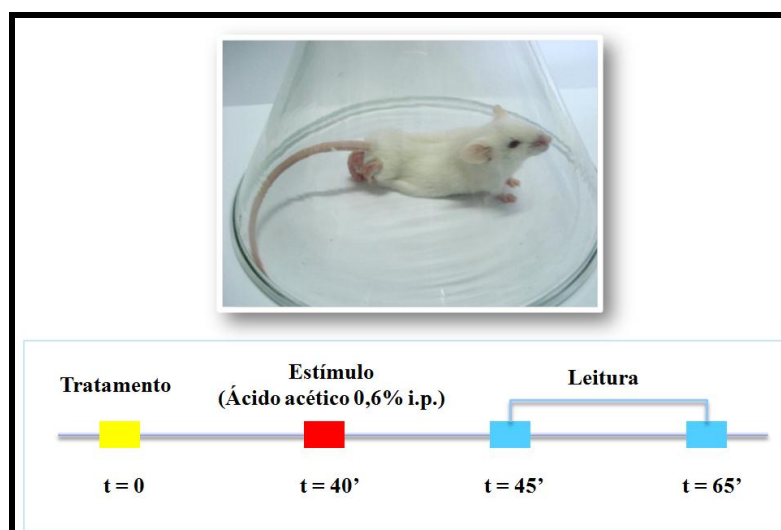 Tratamento
Estímulo
(Ácido acético 0,6% i.p.)
Leitura
t = 0
t = 40’
t = 45’
t = 65’